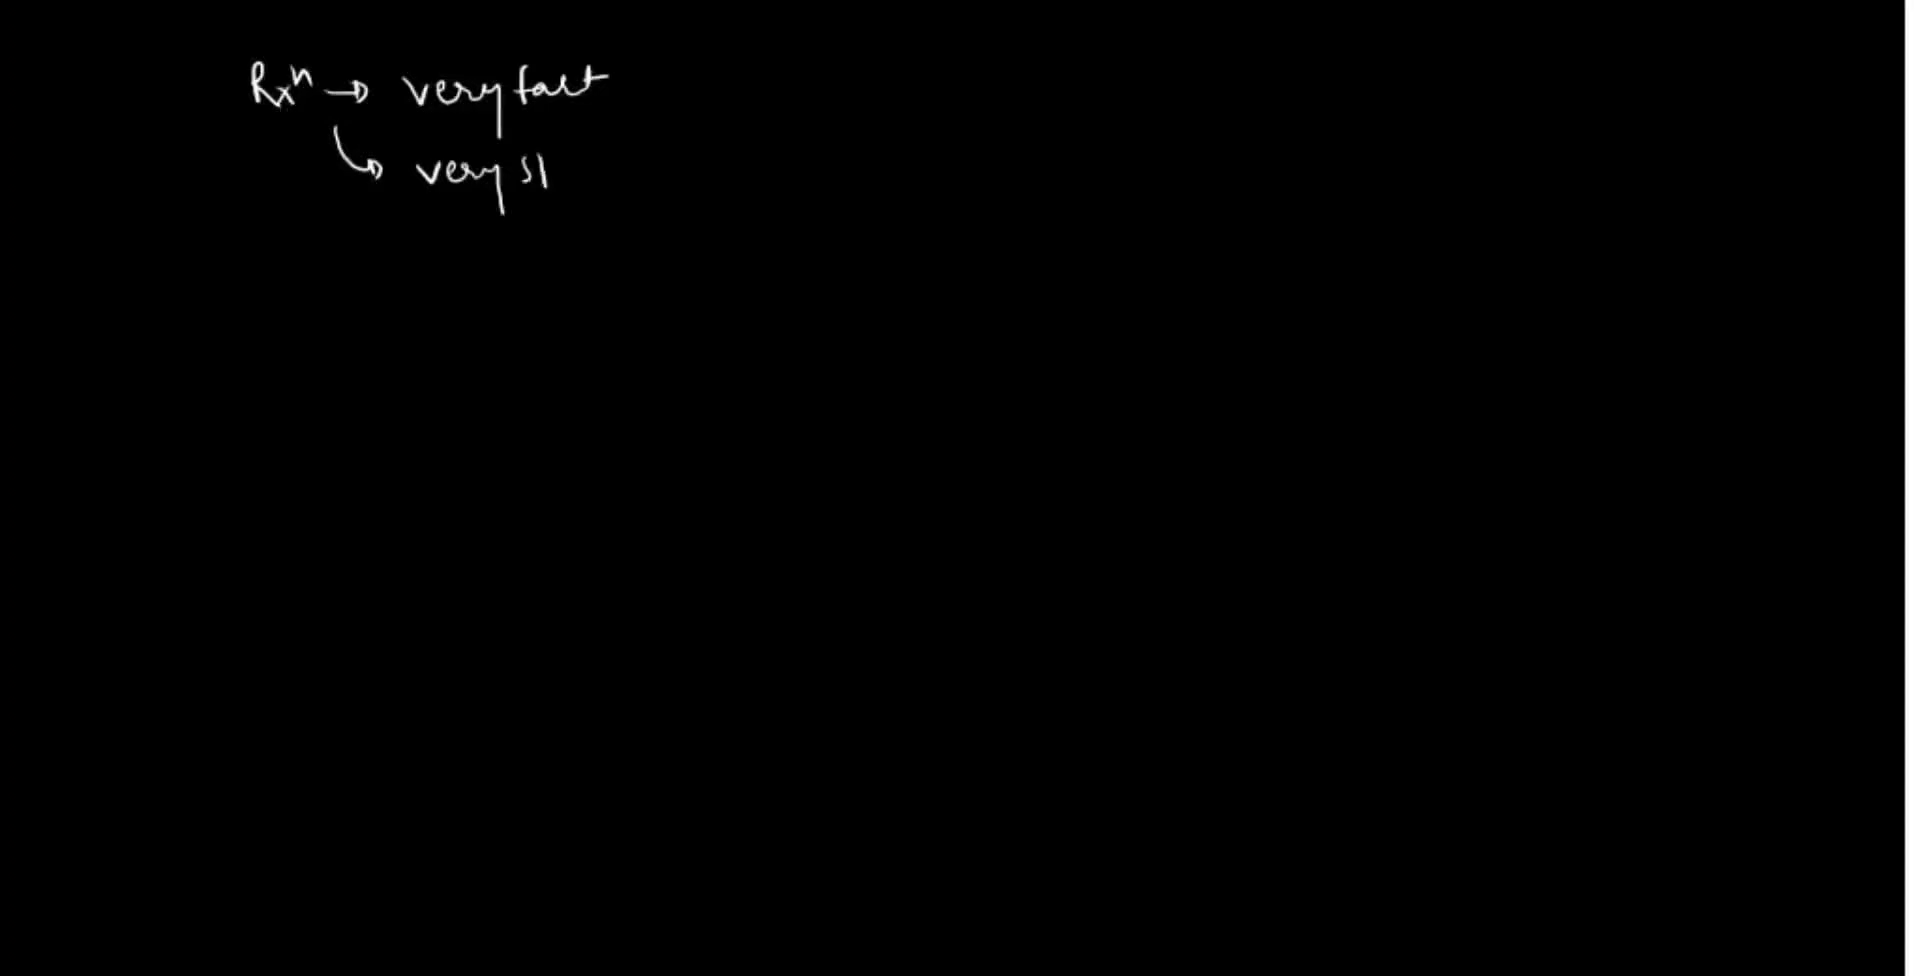 Rxⁿ → very fast
↳ very sl